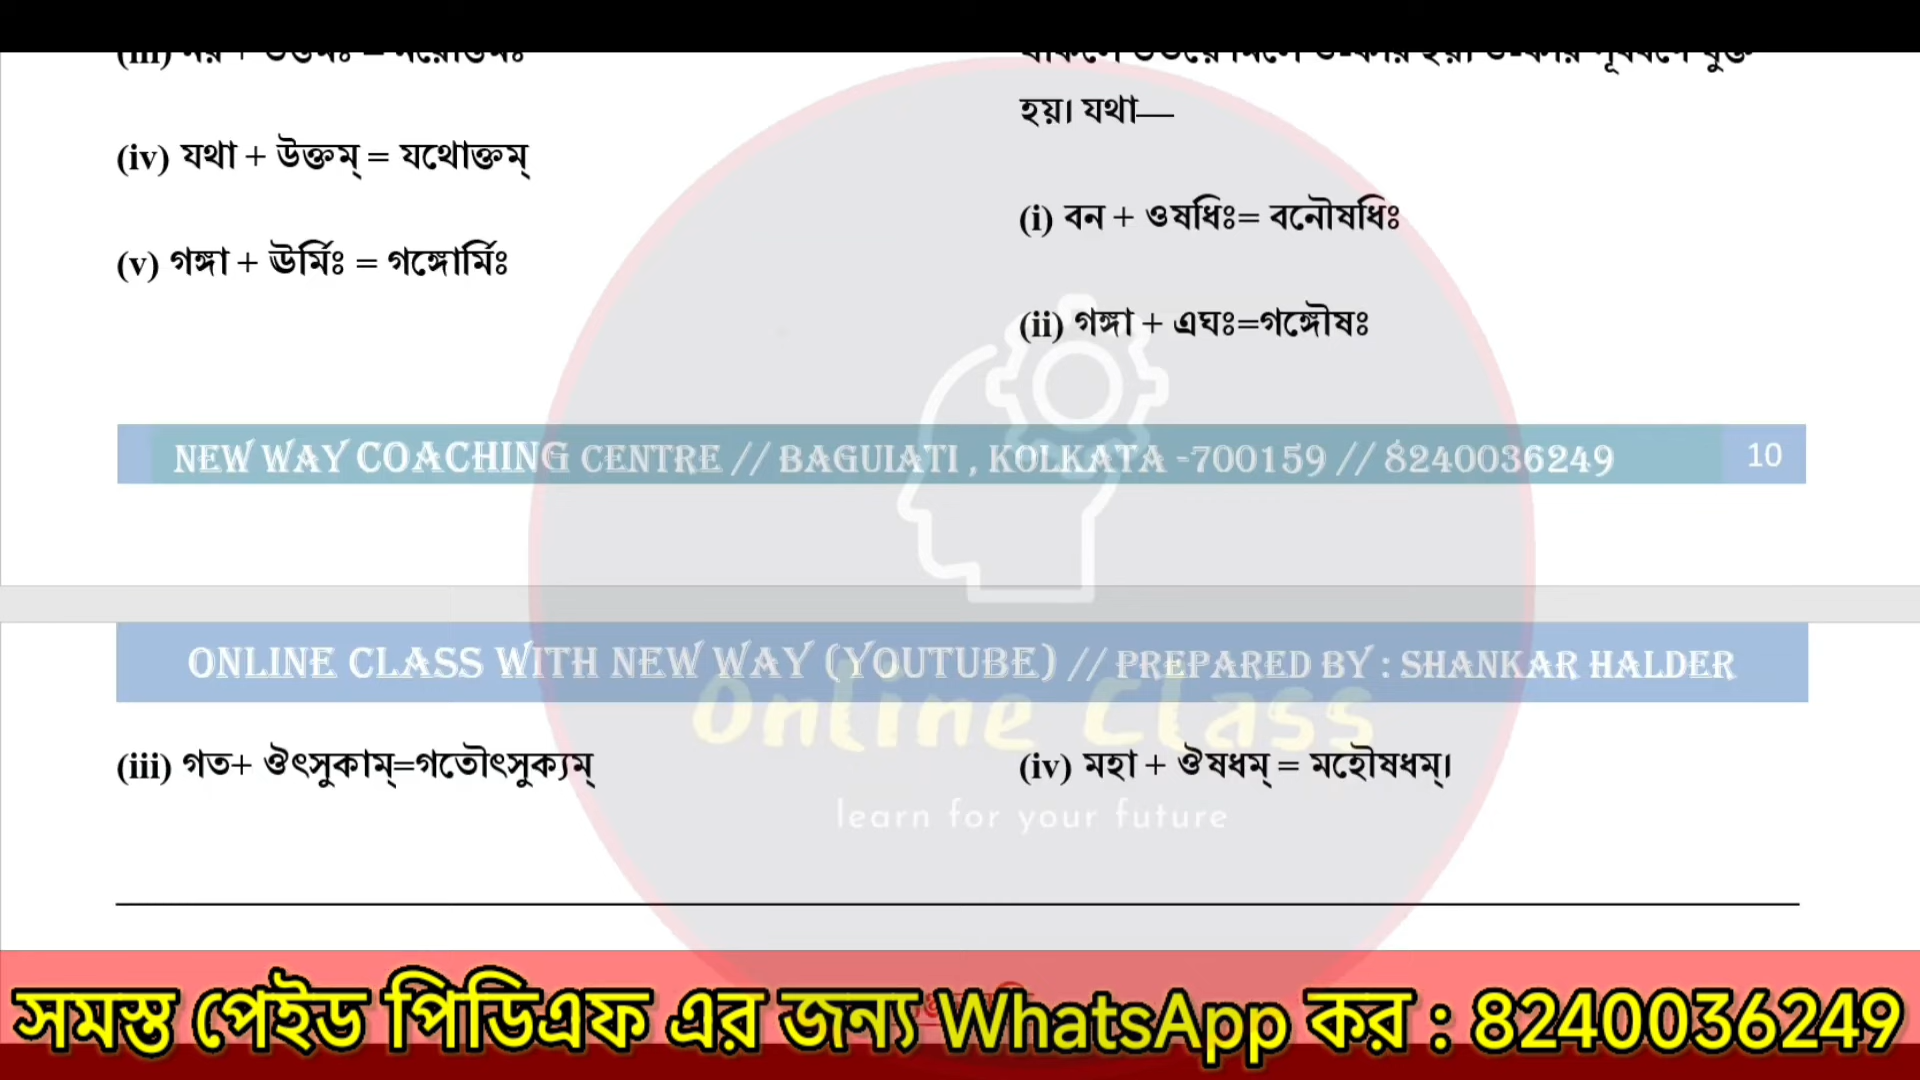 (iv) যথা + উক্তম্ = যথোক্তম্
(v) গঙ্গা + ঊর্মিঃ = গঙ্গোর্মিঃ
হয়। যথা—
(i) বন + ওষধিঃ= বনৌষধিঃ
(ii) গঙ্গা + এঘঃ=গঙ্গৌষঃ
NEW WAY COACHING CENTRE // BAGUIATI , KOLKATA -700159 // 8240036249 10
ONLINE CLASS WITH NEW WAY (YOUTUBE) // PREPARED BY : SHANKAR HALDER
Online Class
(iii) গত+ ঔৎসুকাম্=গতৌৎসুক্যম্
(iv) মহা + ঔষধম্ = মহৌষধম্।
learn for your future
সমস্ত পেইড পিডিএফ এর জন্য WhatsApp কর : 8240036249